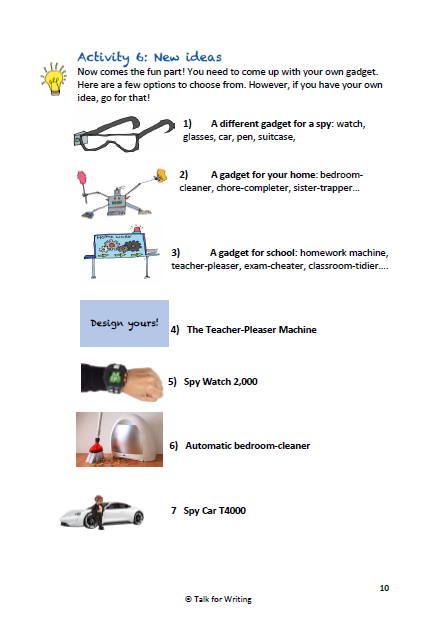 Activity 6: New ideas
Now comes the fun part! You need to come up with your own gadget.
Here are a few options to choose from. However, if you have your own
idea, go for that!
1) A different gadget for a spy: watch,
glasses, car, pen, suitcase,
2) A gadget for your home: bedroom-
cleaner, chore-completer, sister-trapper…
HOME WORK
3) A gadget for school: homework machine,
teacher-pleaser, exam-cheater, classroom-tidier….
Design yours!
4) The Teacher-Pleaser Machine
5) Spy Watch 2,000
6) Automatic bedroom-cleaner
7 Spy Car T4000
10
© Talk for Writing